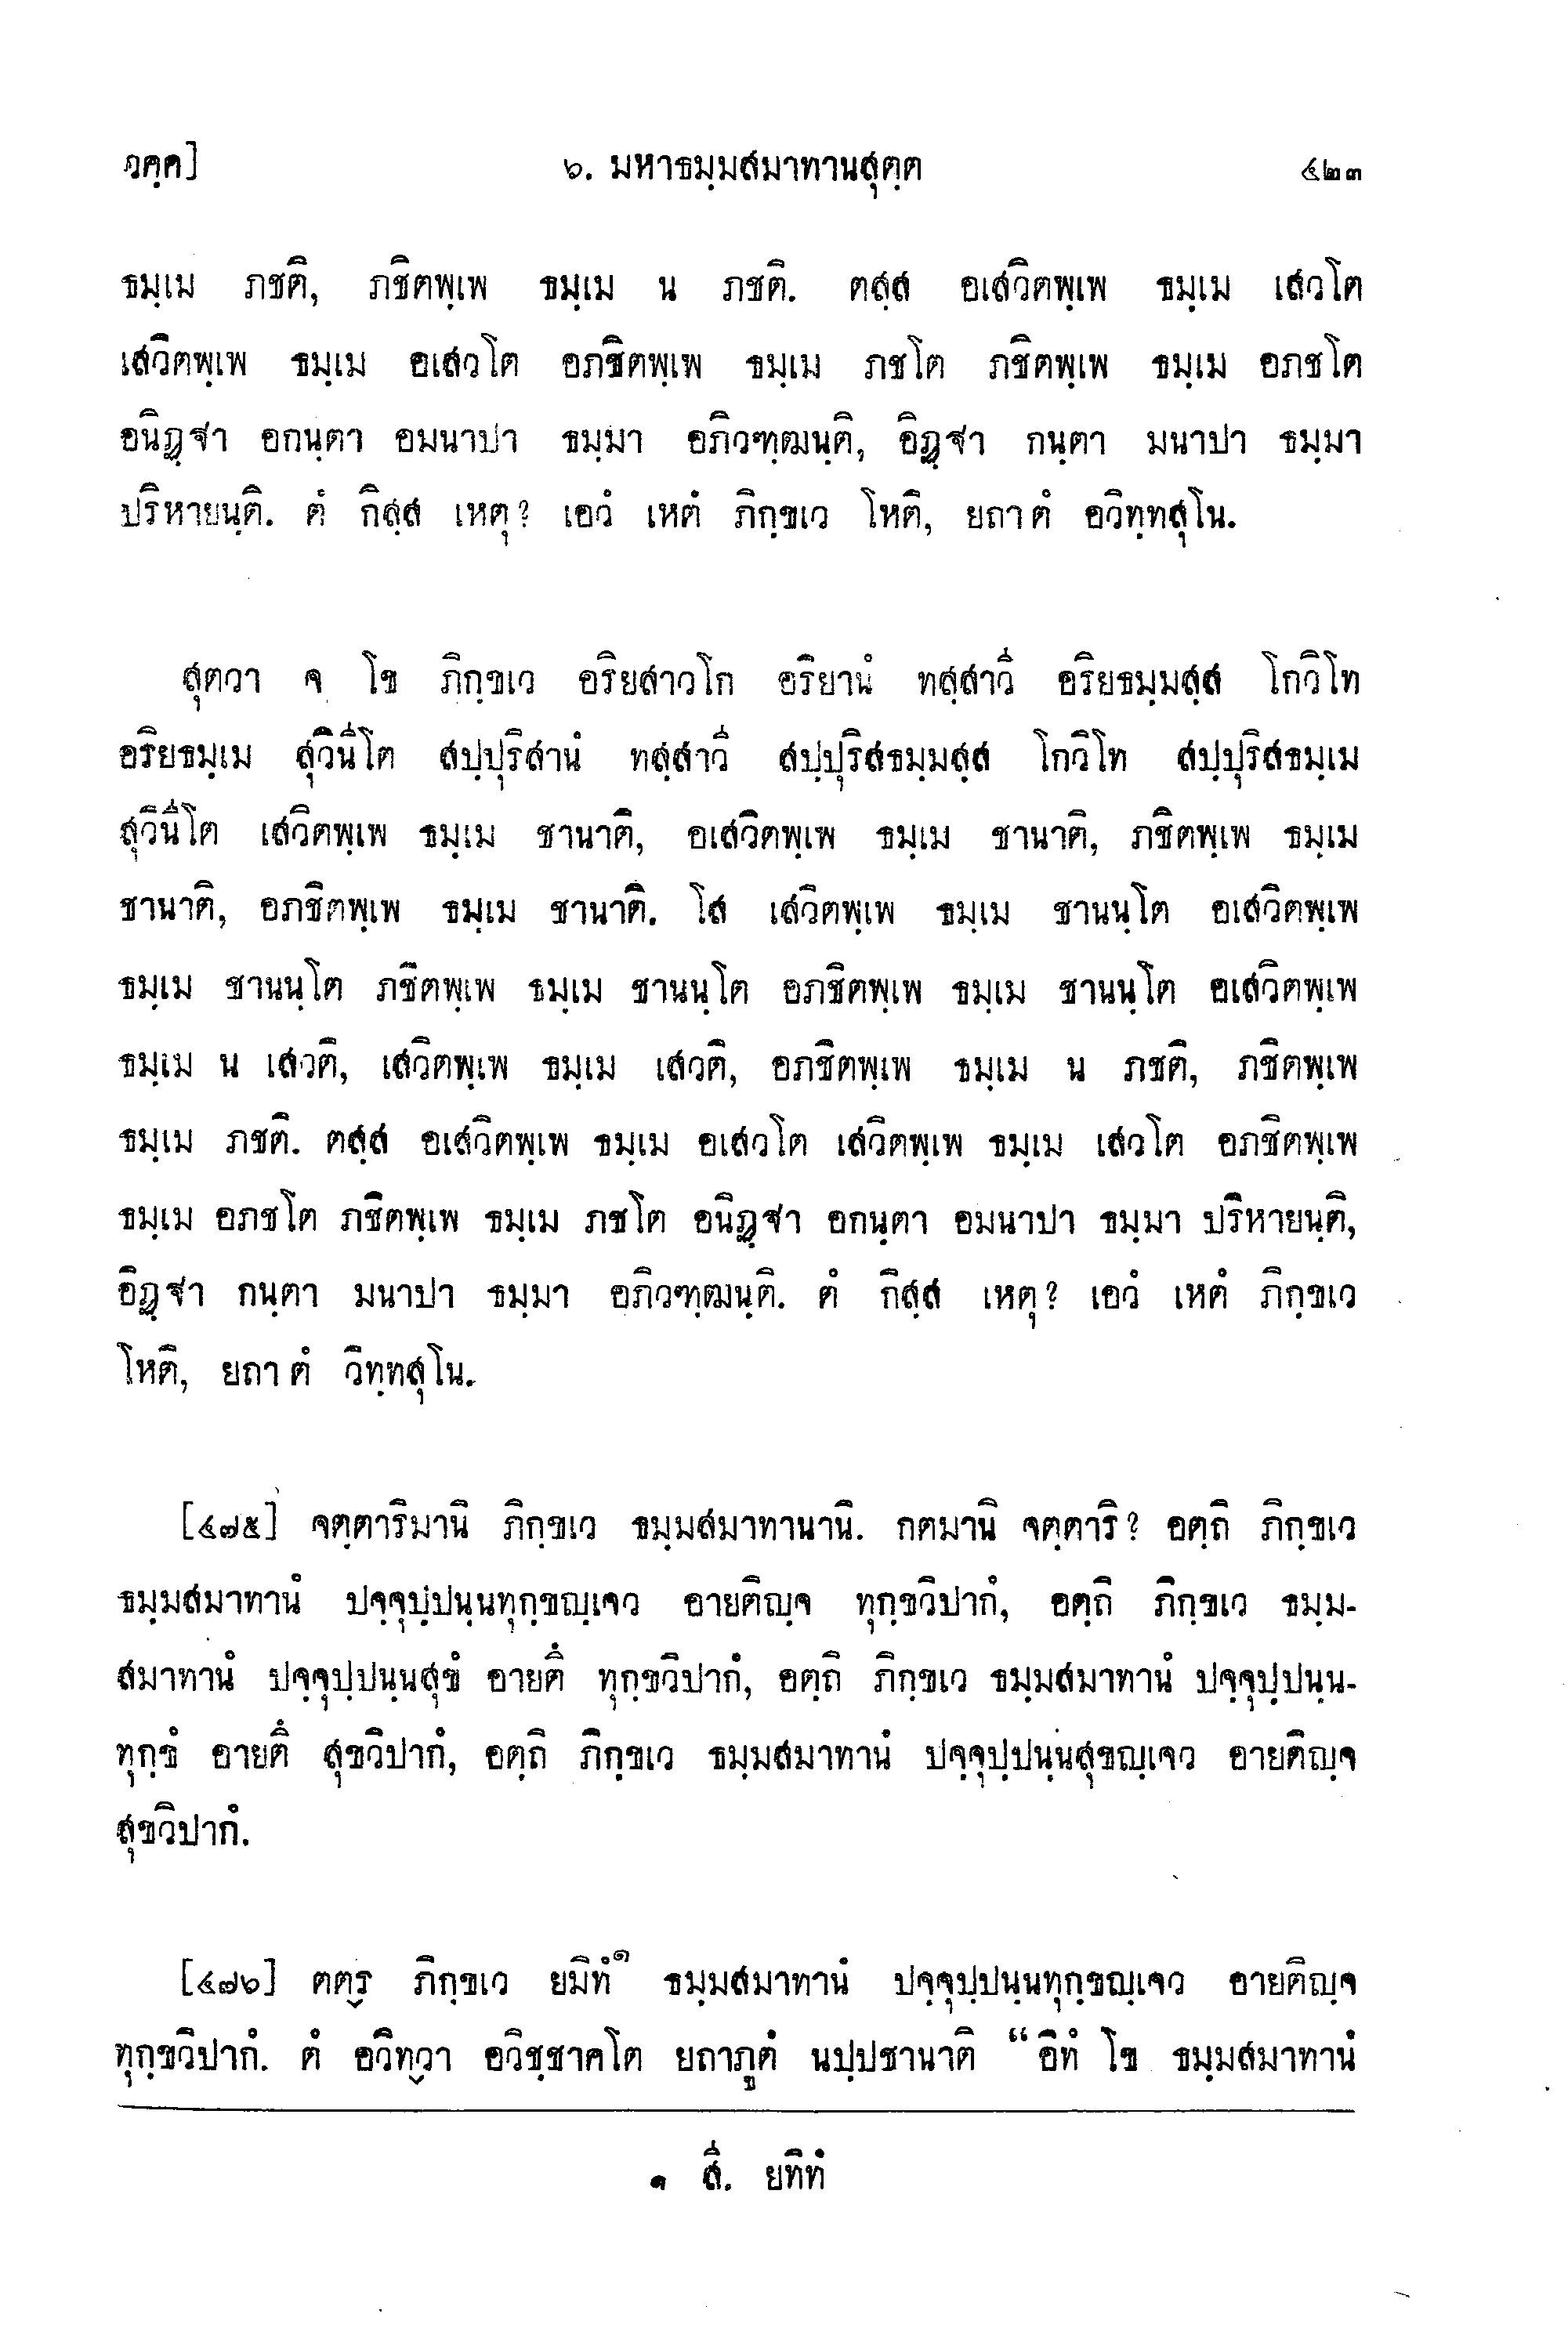 วคฺค] ๖. มหาธมฺมสมาทานสุตฺต ๕๒๓
ธมฺเม ภชติ, ภชิตพฺเพ ธมฺเม น ภชติ. ตสฺส อเสวิตพฺเพ ธมฺเม เสวโต
เสวิตพฺเพ ธมฺเม อเสวโต อภชิตพฺเพ ธมฺเม ภชโต ภชิตพฺเพ ธมฺเม อภชโต
อนิฏฺฐา อกนฺตา อมนาปา ธมฺมา อภิวฑฺฒนฺติ, อิฏฺฐา กนฺตา มนาปา ธมฺมา
ปริหายนฺติ. ตํ กิสฺส เหตุ? เอวํ เหตํ ภิกฺขเว โหติ, ยถา ตํ อวิทฺทสุโน.
สุตวา จ โข ภิกฺขเว อริยสาวโก อริยานํ ทสฺสาวี อริยธมฺมสฺส โกวิโท
อริยธมฺเม สุวินีโต สปฺปุริสานํ ทสฺสาวี สปฺปุริสธมฺมสฺส โกวิโท สปฺปุริสธมฺเม
สุวินีโต เสวิตพฺเพ ธมฺเม ชานาติ, อเสวิตพฺเพ ธมฺเม ชานาติ, ภชิตพฺเพ ธมฺเม
ชานาติ, อภชิตพฺเพ ธมฺเม ชานาติ. โส เสวิตพฺเพ ธมฺเม ชานนฺโต อเสวิตพฺเพ
ธมฺเม ชานนฺโต ภชิตพฺเพ ธมฺเม ชานนฺโต อภชิตพฺเพ ธมฺเม ชานนฺโต อเสวิตพฺเพ
ธมฺเม น เสวติ, เสวิตพฺเพ ธมฺเม เสวติ, อภชิตพฺเพ ธมฺเม น ภชติ, ภชิตพฺเพ
ธมฺเม ภชติ. ตสฺส อเสวิตพฺเพ ธมฺเม อเสวโต เสวิตพฺเพ ธมฺเม เสวโต อภชิตพฺเพ
ธมฺเม อภชโต ภชิตพฺเพ ธมฺเม ภชโต อนิฏฺฐา อกนฺตา อมนาปา ธมฺมา ปริหายนฺติ,
อิฏฺฐา กนฺตา มนาปา ธมฺมา อภิวฑฺฒนฺติ. ตํ กิสฺส เหตุ? เอวํ เหตํ ภิกฺขเว
โหติ, ยถา ตํ วิทฺทสุโน.
[๔๗๕] จตฺตาริมานิ ภิกฺขเว ธมฺมสมาทานานิ. กตมานิ จตฺตาริ? อตฺถิ ภิกฺขเว
ธมฺมสมาทานํ ปจฺจุปฺปนฺนทุกฺขญฺเจว อายติญฺจ ทุกฺขวิปากํ, อตฺถิ ภิกฺขเว ธมฺม-
สมาทานํ ปจฺจุปฺปนฺนสุขํ อายตึ ทุกฺขวิปากํ, อตฺถิ ภิกฺขเว ธมฺมสมาทานํ ปจฺจุปฺปนฺน-
ทุกฺขํ อายตึ สุขวิปากํ, อตฺถิ ภิกฺขเว ธมฺมสมาทานํ ปจฺจุปฺปนฺนสุขญฺเจว อายติญฺจ
สุขวิปากํ.
[๔๗๖] ตตฺร ภิกฺขเว ยมิทํ๑ ธมฺมสมาทานํ ปจฺจุปฺปนฺนทุกฺขญฺเจว อายติญฺจ
ทุกฺขวิปากํ. ตํ อวิทฺวา อวิชฺชาคโต ยถาภูตํ นปฺปชานาติ “อิทํ โข ธมฺมสมาทานํ
๑ สี. ยทิทํ